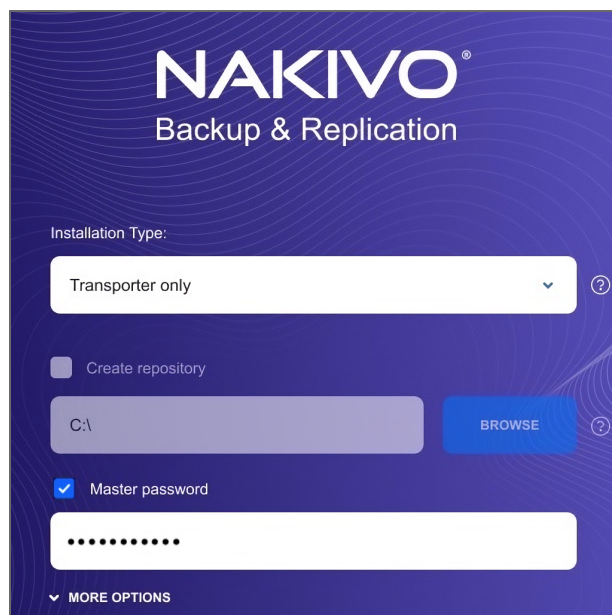 NAKIVO®
Backup & Replication
Installation Type:
Transporter only
?
Create repository
C:\
BROWSE
?
Master password
•••••••••••
MORE OPTIONS